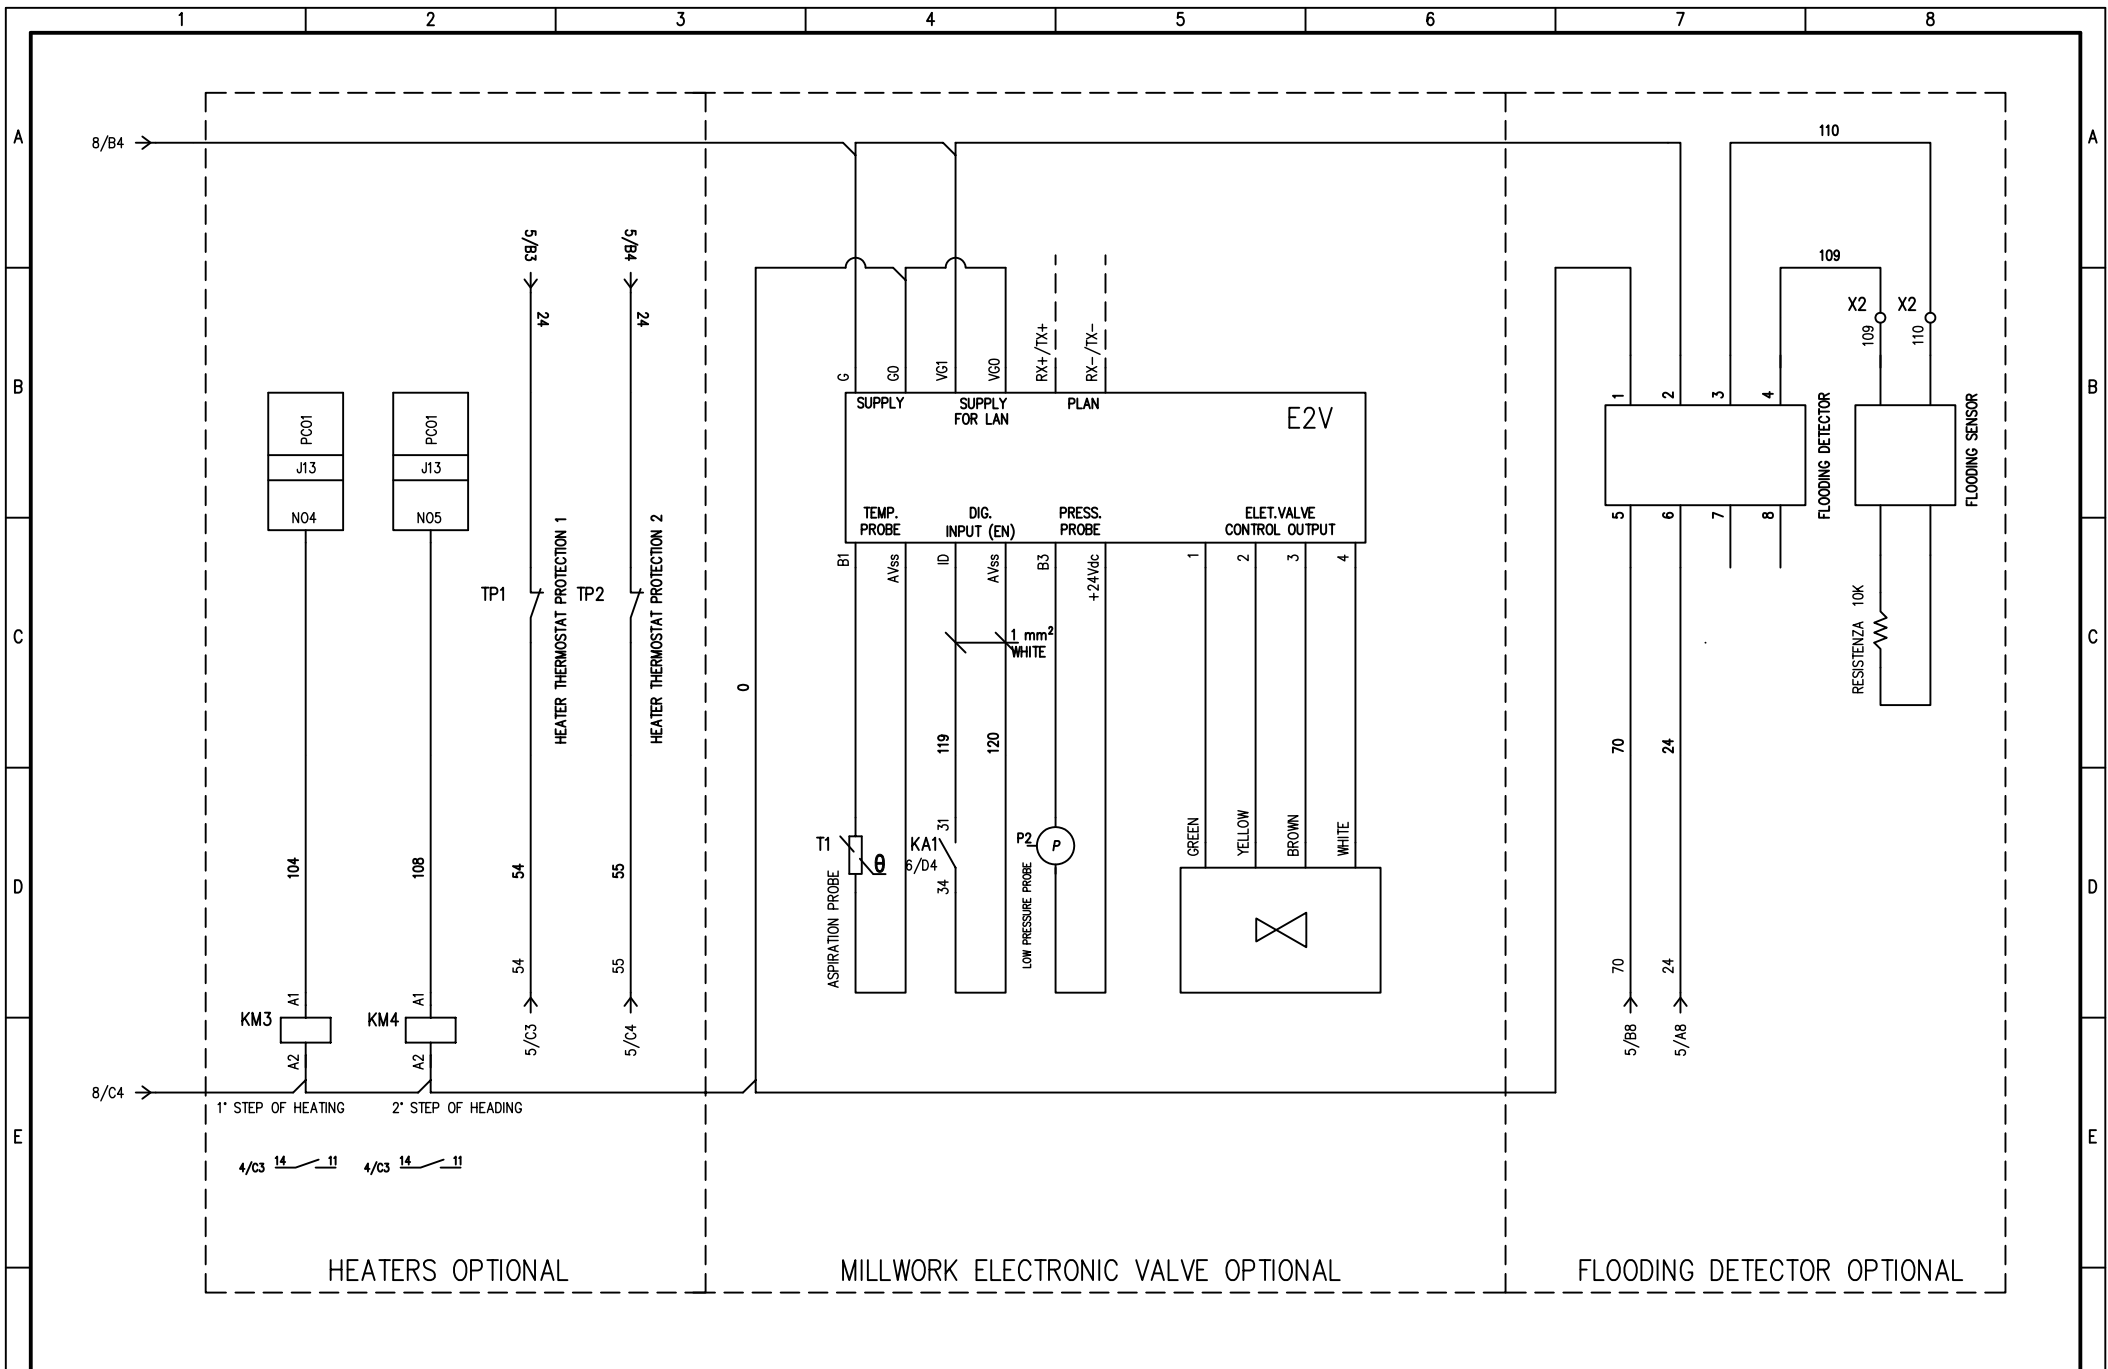 1 2 3 4 5 6 7 8
A A
8/B4
110
5/B3 5/B4
109
24 24
X2 X2
109 110
G G0 VG1 VG0 RX+/TX+ RX-/TX-
B B
1 2 3 4
SUPPLY SUPPLY PLAN
FOR LAN
E2V
PC01 PC01
J13 J13
NO4 NO5
FLOODING DETECTOR
FLOODING SENSOR
TEMP. DIG. PRESS. ELET.VALVE
PROBE INPUT (EN) PROBE CONTROL OUTPUT
5 6 7 8
B1 AVss ID AVss B3 +24Vdc 1 2 3 4
TP1 TP2
HEATER THERMOSTAT PROTECTION 1
HEATER THERMOSTAT PROTECTION 2
C C
1 mm²
WHITE
RESISTENZA 10K
0
119 120
70 24
GREEN YELLOW BROWN WHITE
T1 θ
KA1 31
6/D4
34
P2 P
ASPIRATION PROBE
LOW PRESSURE PROBE
104 108 54 55
D D
54 55
70 24
A1 A1
KM3 KM4
A2 A2
5/C3 5/C4
5/B8 5/A8
8/C4
1° STEP OF HEATING 2° STEP OF HEADING
E E
4/C3 14 11 4/C3 14 11
HEATERS OPTIONAL MILLWORK ELECTRONIC VALVE OPTIONAL FLOODING DETECTOR OPTIONAL